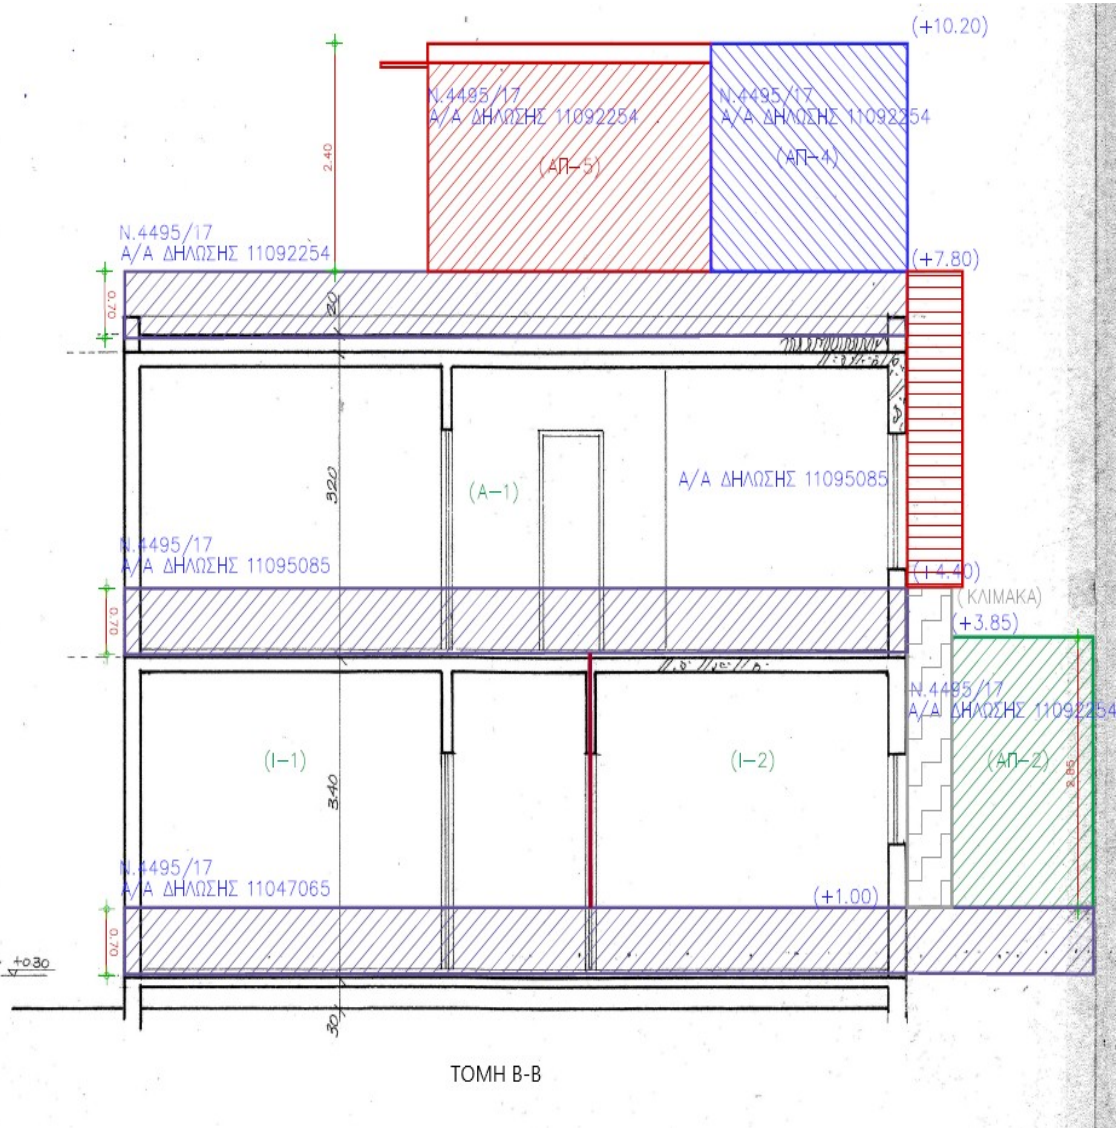 (+10.20)
N.4495/17
Α/Α ΔΗΛΩΣΗΣ 11092254
N.4495/17
Α/Α ΔΗΛΩΣΗΣ 11092254
2.40
(ΑΠ-5)
(ΑΠ-4)
N.4495/17
Α/Α ΔΗΛΩΣΗΣ 11092254
(+7.80)
0.70
20
320
(Α-1)
Α/Α ΔΗΛΩΣΗΣ 11095085
N.4495/17
Α/Α ΔΗΛΩΣΗΣ 11095085
(+4.40)
(ΚΛΙΜΑΚΑ)
0.70
(+3.85)
N.4495/17
Α/Α ΔΗΛΩΣΗΣ 11092254
(Ι-1)
(Ι-2)
(ΑΠ-2)
2.85
3.40
N.4495/17
Α/Α ΔΗΛΩΣΗΣ 11047065
(+1.00)
0.70
+0.30
30
ΤΟΜΗ Β-Β